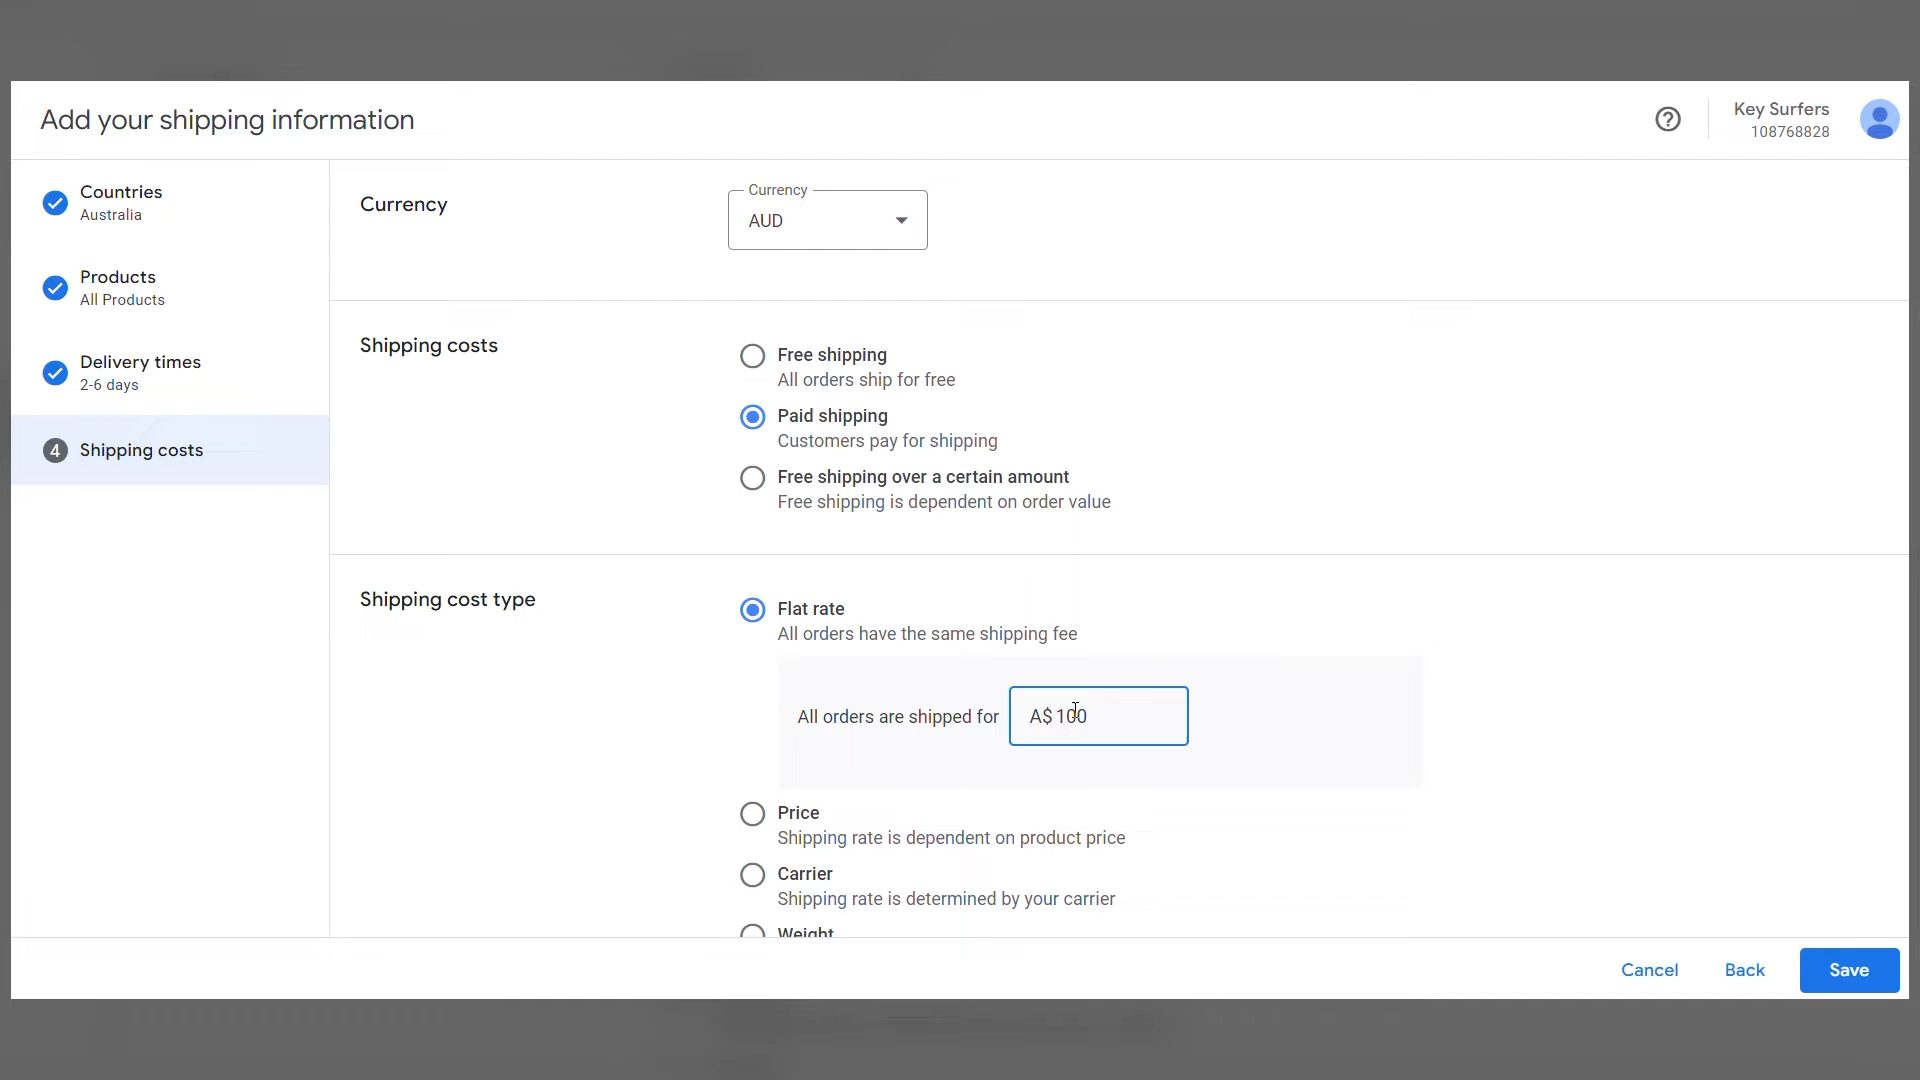 Add your shipping information
Key Surfers
108768828
Countries
Australia
Products
All Products
Delivery times
2-6 days
4 Shipping costs
Currency
Currency
AUD
Shipping costs
Free shipping
All orders ship for free
Paid shipping
Customers pay for shipping
Free shipping over a certain amount
Free shipping is dependent on order value
Shipping cost type
Flat rate
All orders have the same shipping fee
All orders are shipped for A$ 100
Price
Shipping rate is dependent on product price
Carrier
Shipping rate is determined by your carrier
Weight
Cancel Back Save